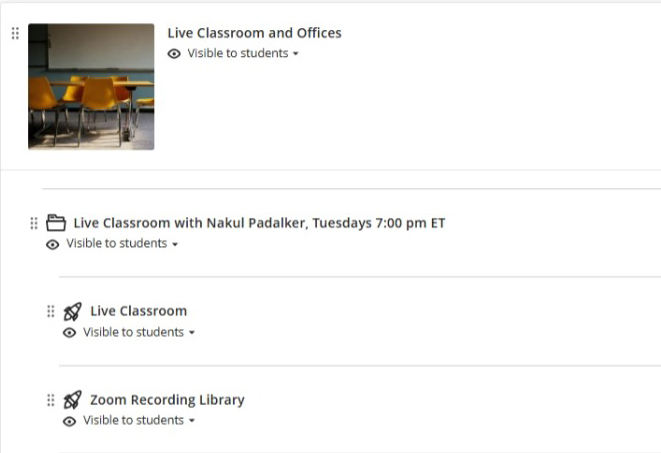 Live Classroom and Offices
Visible to students
Live Classroom with Nakul Padalker, Tuesdays 7:00 pm ET
Visible to students
Live Classroom
Visible to students
Zoom Recording Library
Visible to students